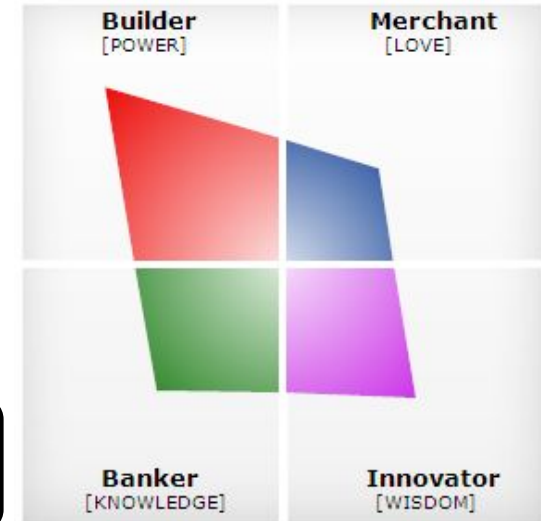 Builder
[POWER]
Merchant
[LOVE]
Banker
[KNOWLEDGE]
Innovator
[WISDOM]